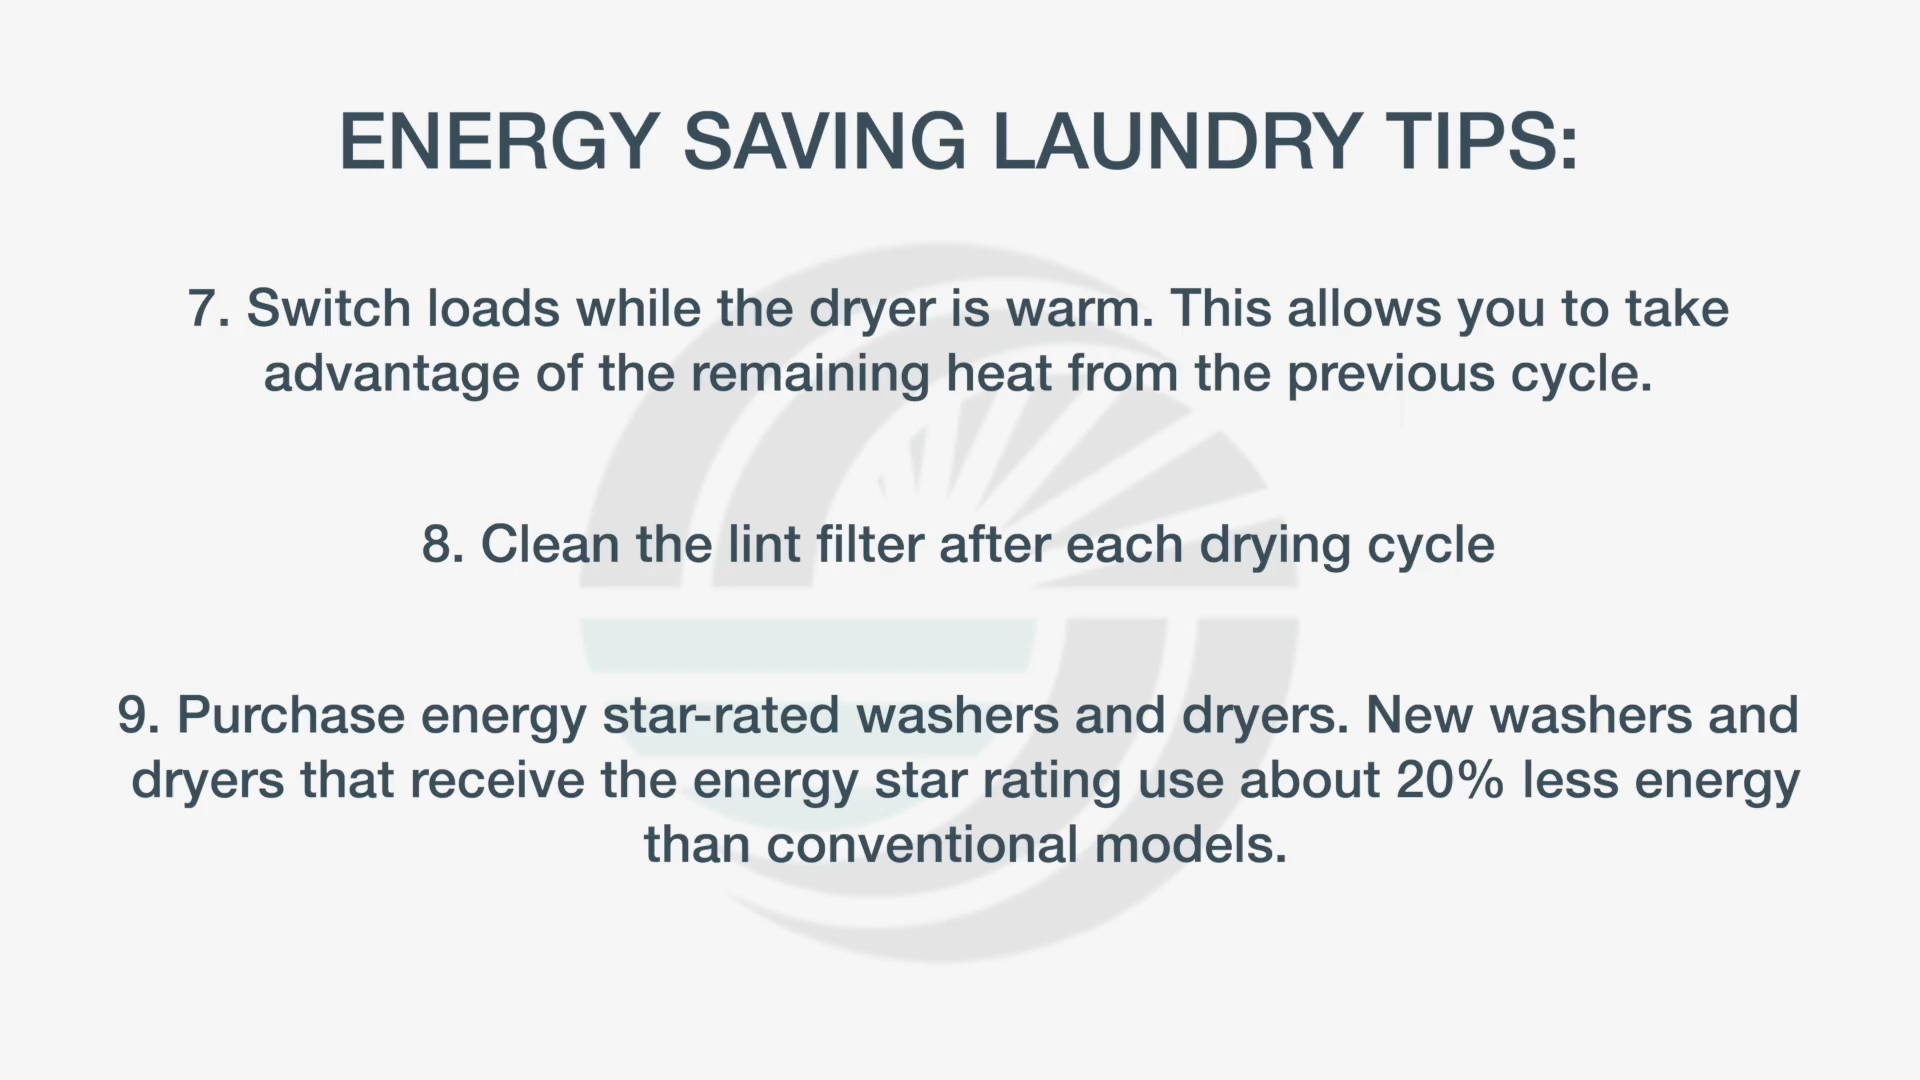 ENERGY SAVING LAUNDRY TIPS:
7. Switch loads while the dryer is warm. This allows you to take
advantage of the remaining heat from the previous cycle.
8. Clean the lint filter after each drying cycle
9. Purchase energy star-rated washers and dryers. New washers and
dryers that receive the energy star rating use about 20% less energy
than conventional models.